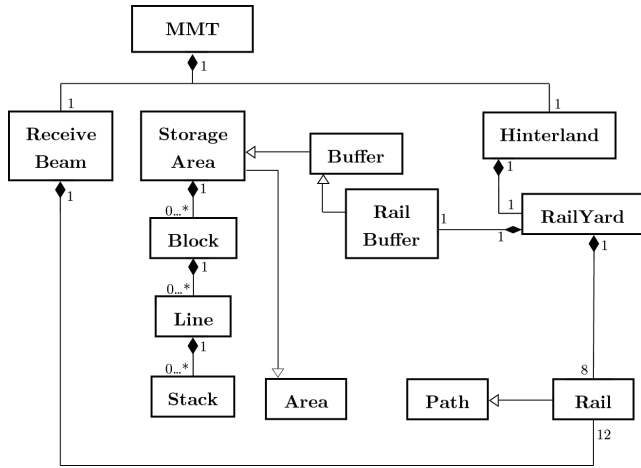 MMT
1
1
1
Receive
Beam
Storage
Area
Buffer
Hinterland
1
1
1
Rail
Buffer
1
1
1
RailYard
0...*
1
Block
1
0...*
Line
1
0...*
Stack
Area
8
Path
Rail
12